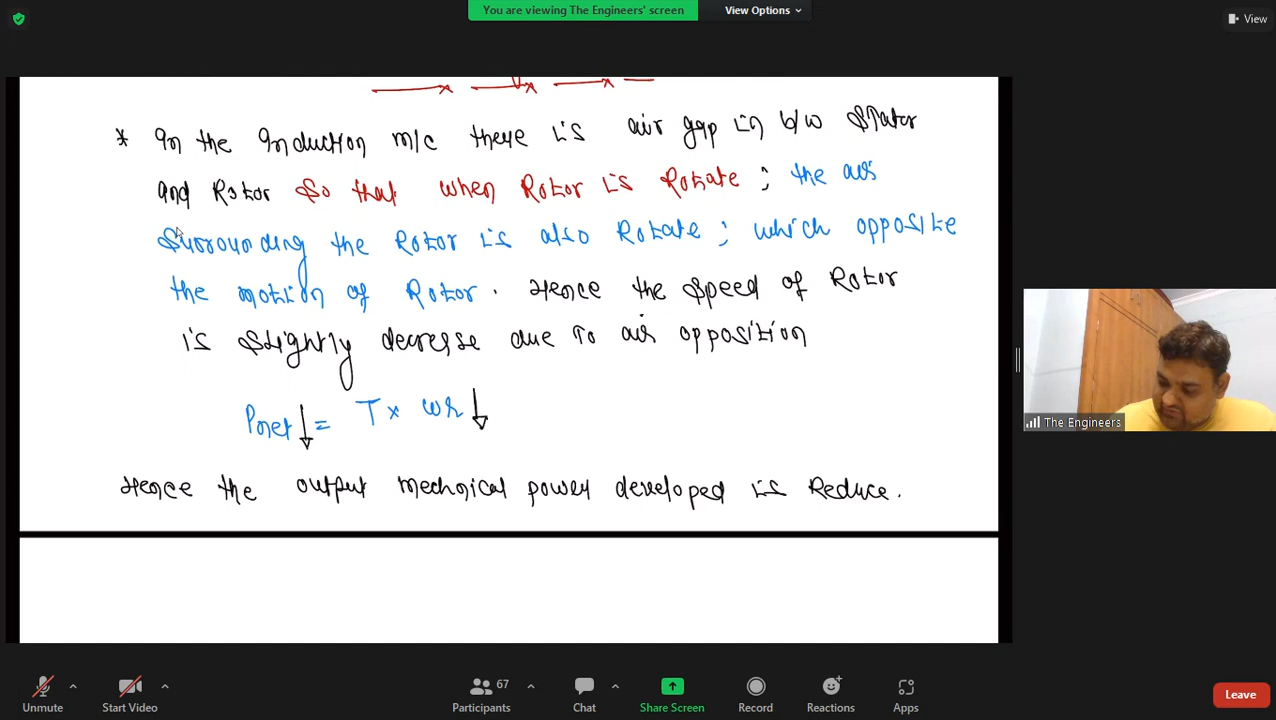 You are viewing The Engineers' screen
View Options
View
* In the Induction m/c there is air gap in b/w Stator
and Rotor so that when Rotor is Rotate ; the air
Surrounding the Rotor is also Rotate ; which opposite
the motion of Rotor . Hence the speed of Rotor
is slightly decrease due to air opposition
Pnet ↓ = T × ωr ↓
Hence the output mechnical power developed is Reduce.
The Engineers
Unmute
Start Video
67
Participants
Chat
Share Screen
Record
Reactions
Apps
Leave